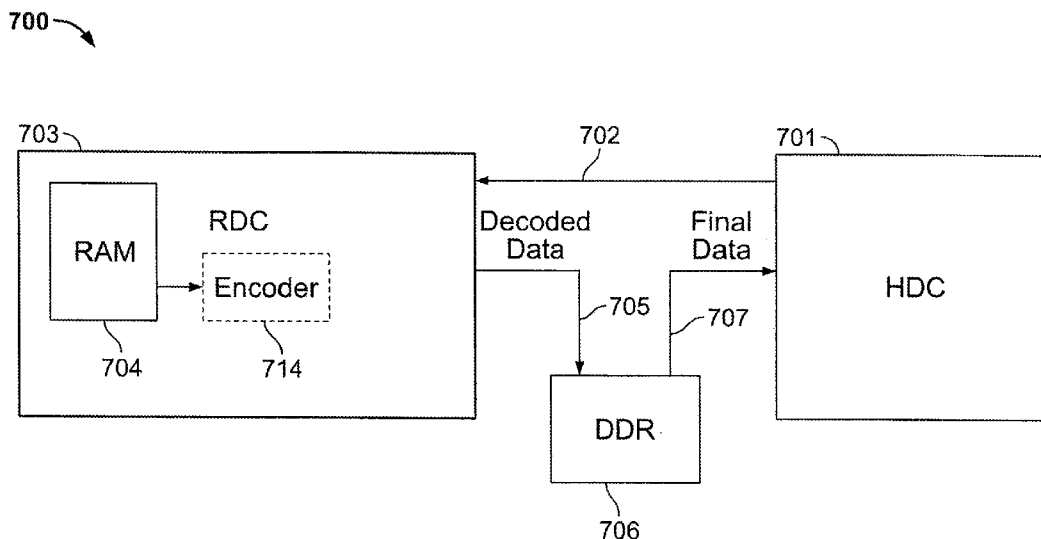 700
703
702
701
RAM
RDC
Decoded
Data
Final
Data
Encoder
HDC
705
707
704
714
DDR
706